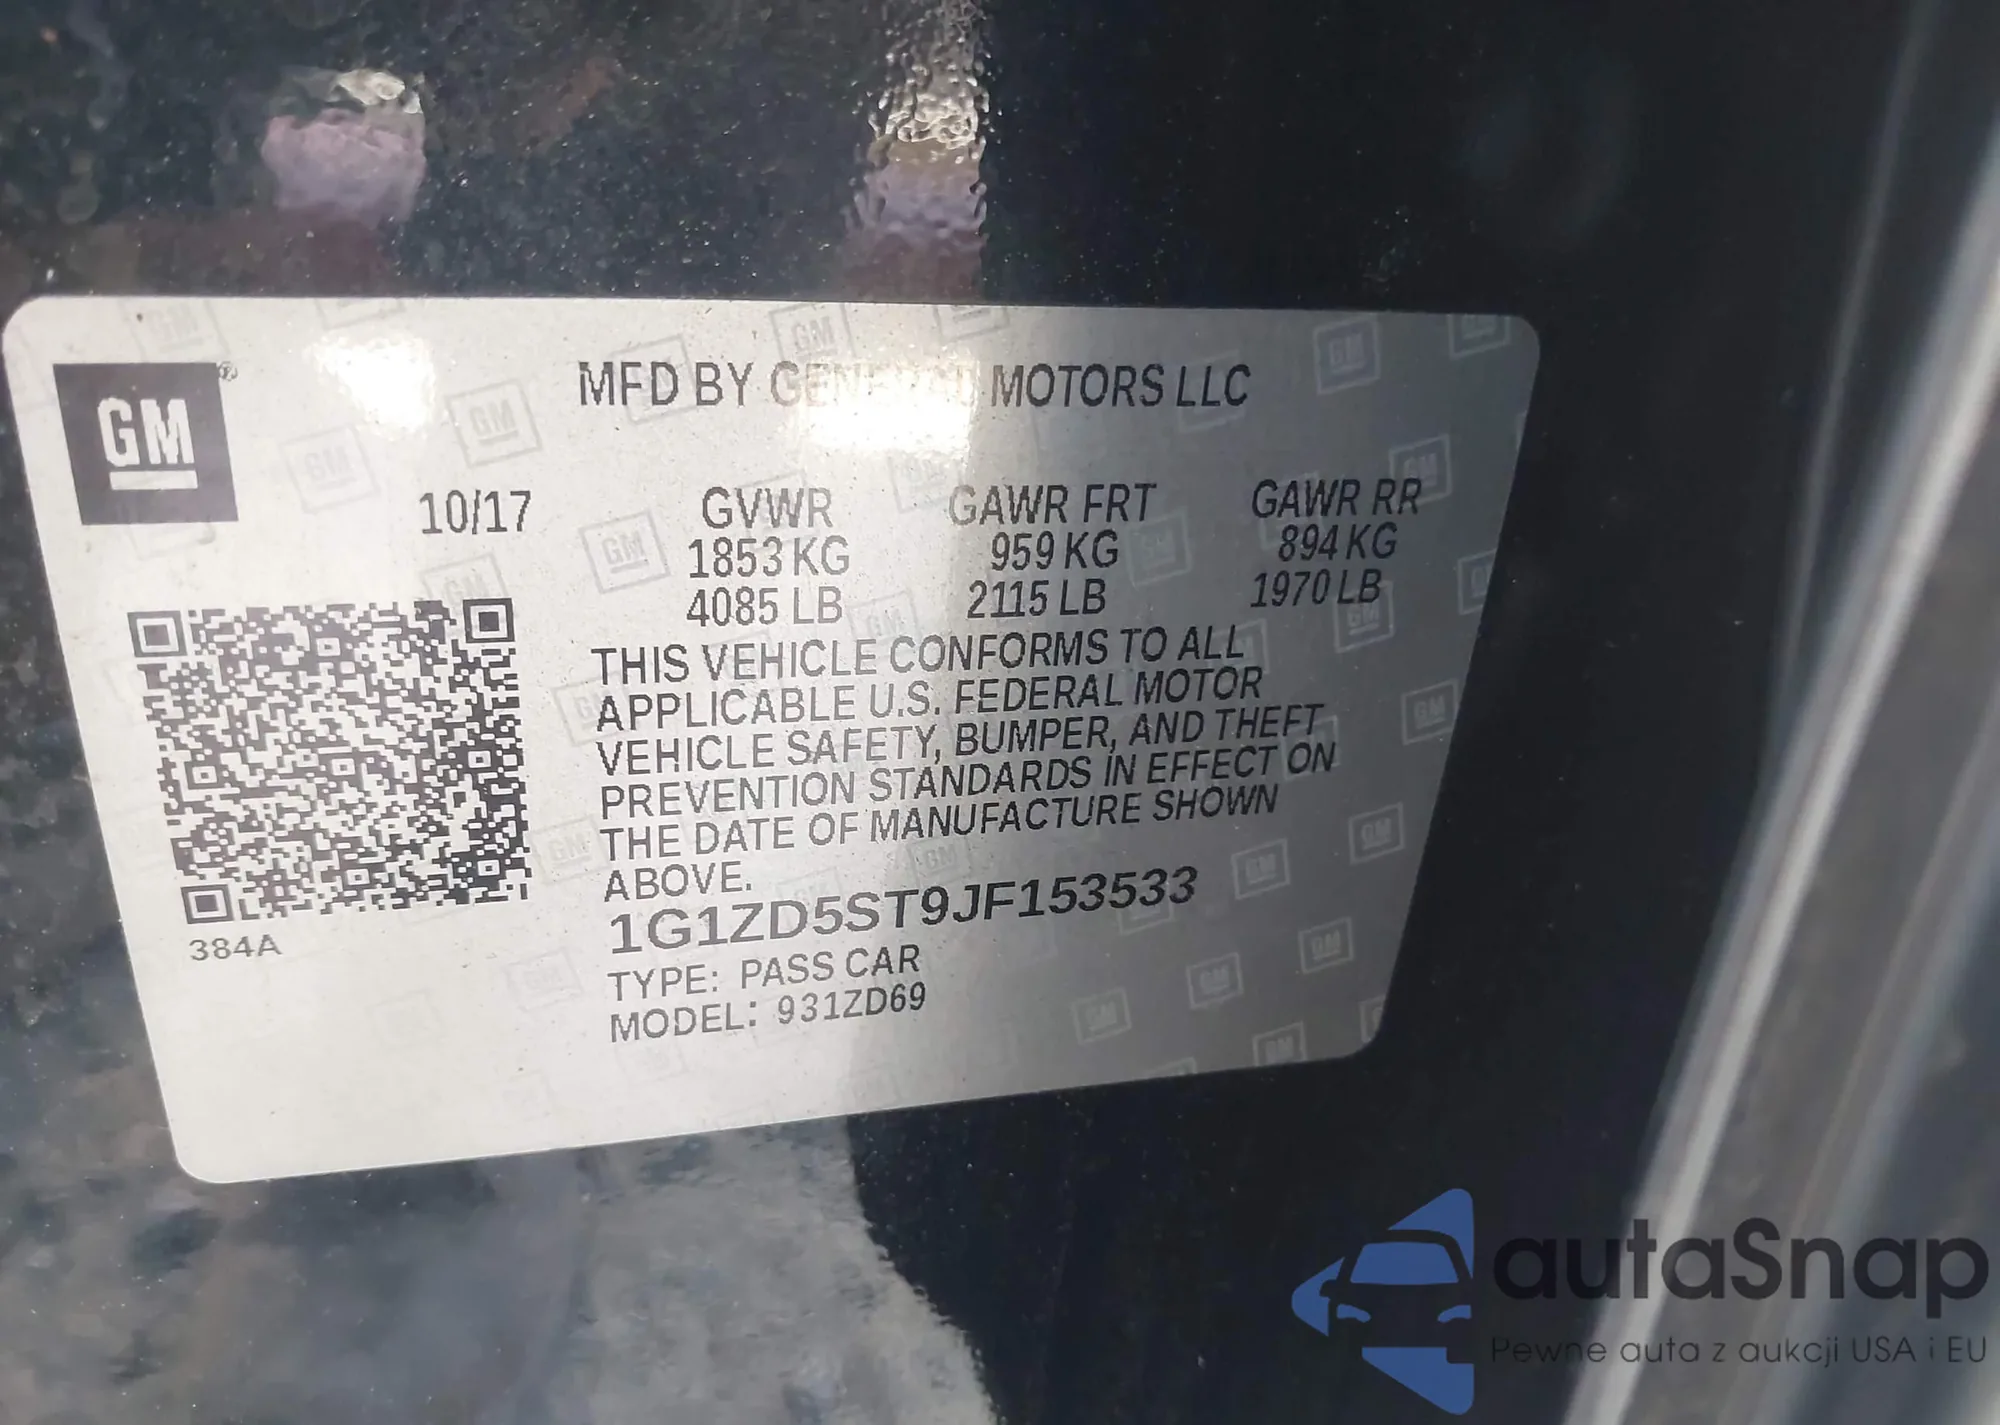 GM
MFD BY GENERAL MOTORS LLC
10/17
GVWR GAWR FRT GAWR RR
1853 KG 959 KG 894 KG
4085 LB 2115 LB 1970 LB
THIS VEHICLE CONFORMS TO ALL
APPLICABLE U.S. FEDERAL MOTOR
VEHICLE SAFETY, BUMPER, AND THEFT
PREVENTION STANDARDS IN EFFECT ON
THE DATE OF MANUFACTURE SHOWN
ABOVE.
1G1ZD5ST9JF153533
TYPE: PASS CAR
MODEL: 931ZD69
384A
autaSnap
Pewne auta z aukcji USA i EU